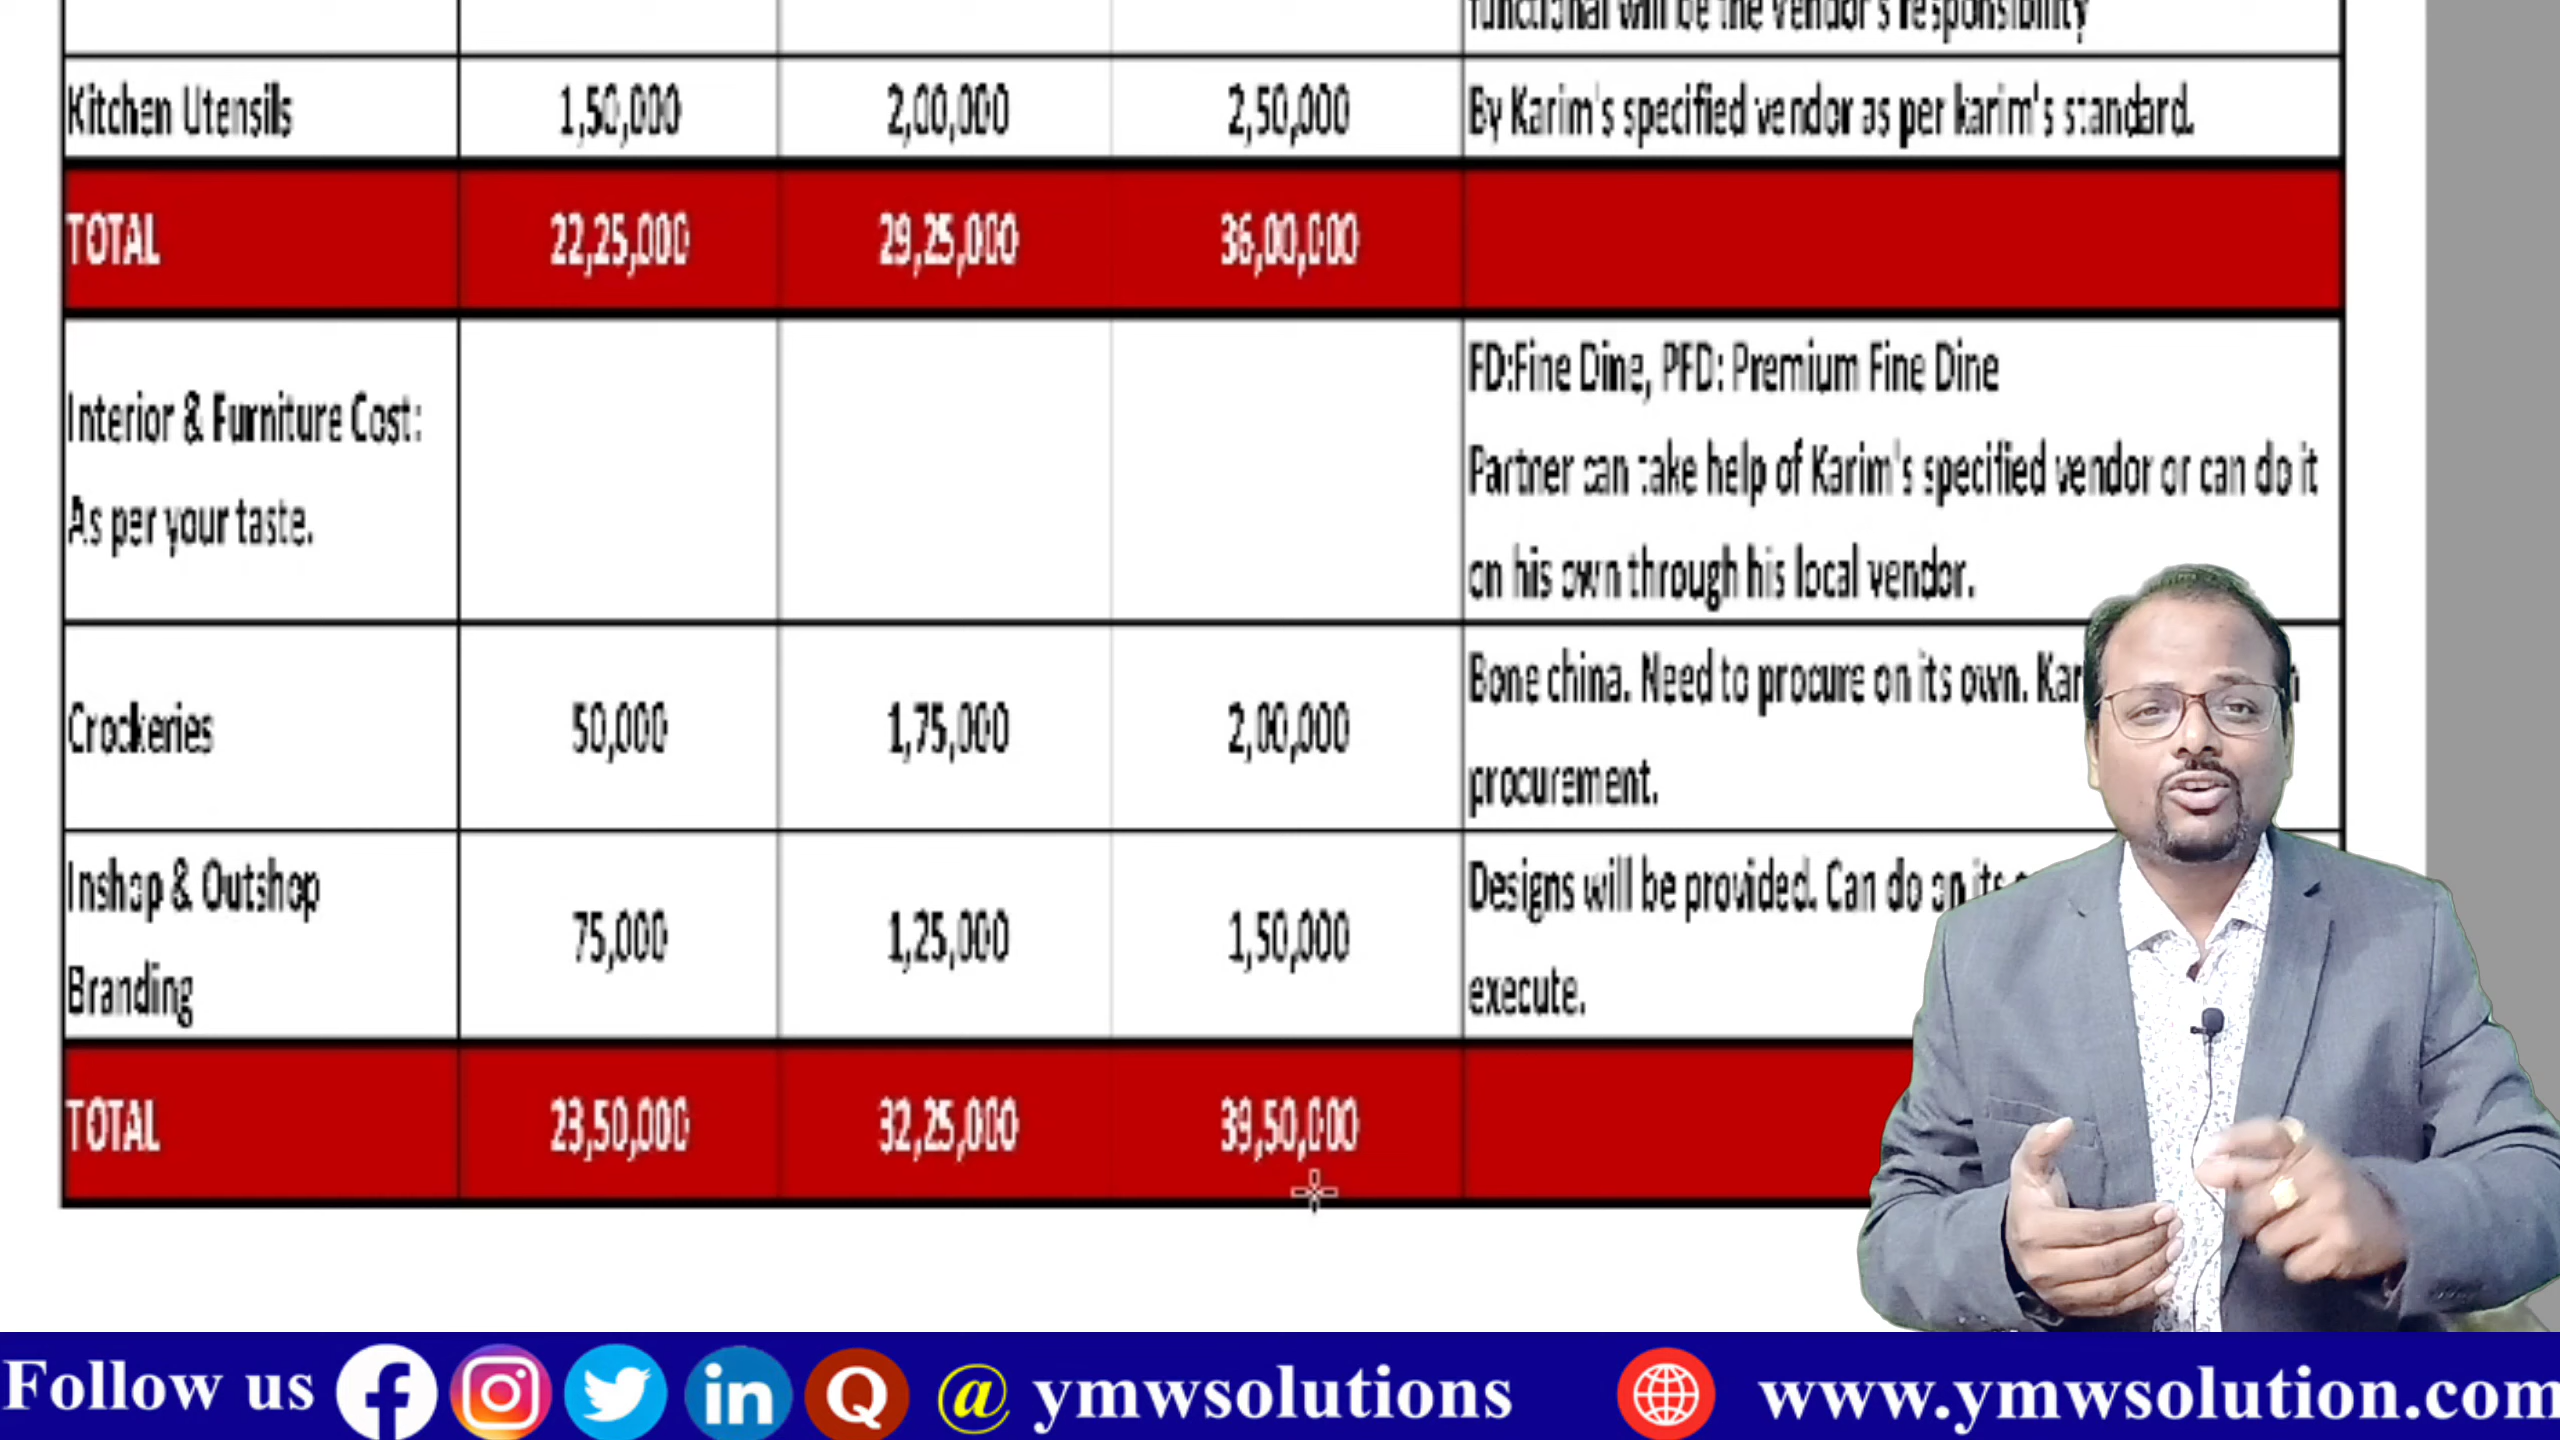 functional will be the vendor's responsibility
Kitchen Utensils 1,50,000 2,00,000 2,50,000 By Karim's specified vendor as per karim's standard.
TOTAL 22,25,000 29,25,000 36,00,000
Interior & Furniture Cost:
As per your taste.
FD:Fine Dine, PFD: Premium Fine Dine
Partner can take help of Karim's specified vendor or can do it
on his own through his local vendor.
Crockeries 50,000 1,75,000 2,00,000
Bone china. Need to procure on its own.
procurement.
Inshop & Outshop
Branding
75,000 1,25,000 1,50,000
Designs will be provided. Can do on its
execute.
TOTAL 23,50,000 32,25,000 39,50,000
Follow us @ ymwsolutions www.ymwsolution.com